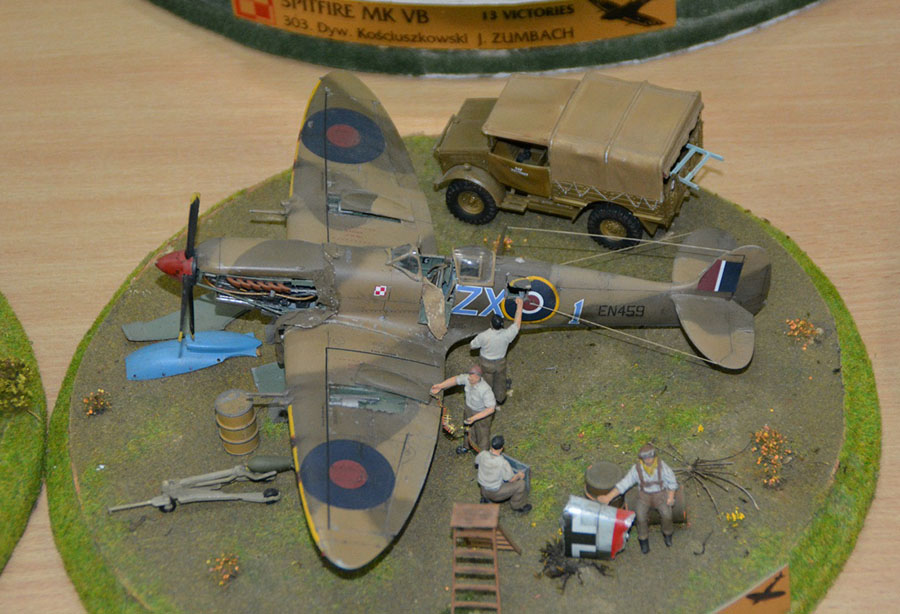 SPITFIRE MK VB 13 VICTORIES
303. Dyw. Kościuszkowski J. ZUMBACH
ZX 1 EN459